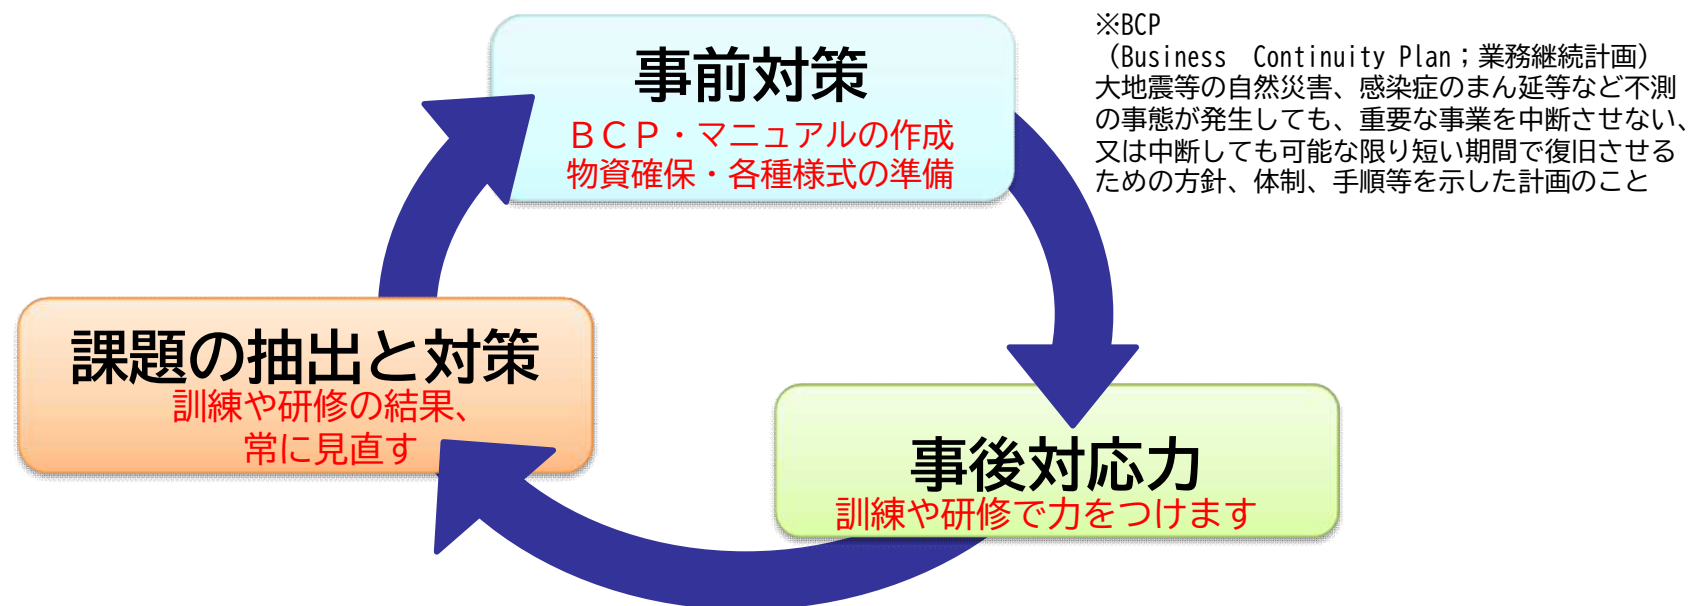 事前対策
ＢＣＰ・マニュアルの作成
物資確保・各種様式の準備
※BCP
（Business　Continuity Plan；業務継続計画）
大地震等の自然災害、感染症のまん延等など不測
の事態が発生しても、重要な事業を中断させない、
又は中断しても可能な限り短い期間で復旧させる
ための方針、体制、手順等を示した計画のこと
課題の抽出と対策
訓練や研修の結果、
常に見直す
事後対応力
訓練や研修で力をつけます